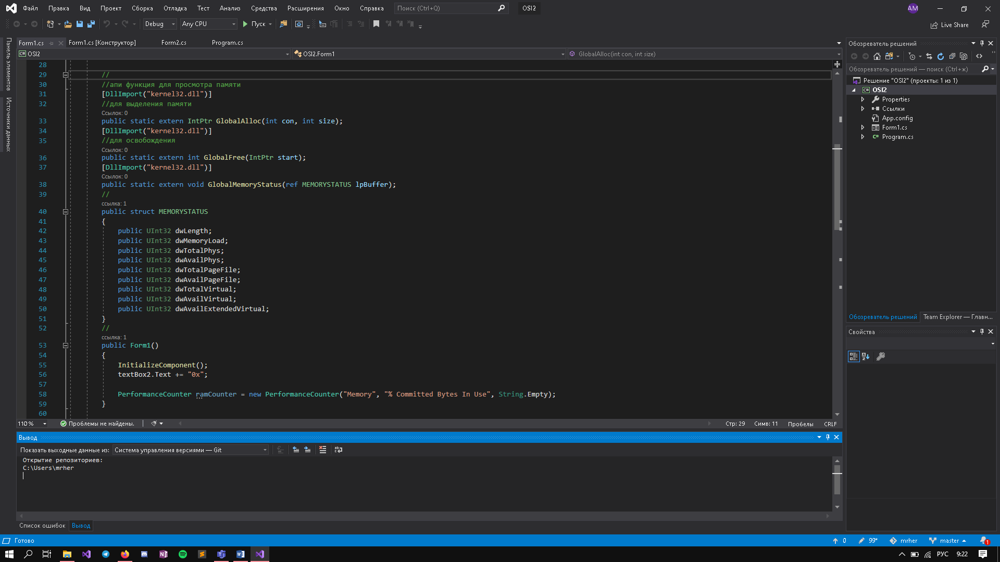 Файл Правка Вид Проект Сборка Отладка Тест Анализ Средства Расширения Окно Справка Поиск (Ctrl+Q) OSI2 AM
Debug Any CPU Пуск Live Share
Панель элементов
Источники данных
Form1.cs Form1.cs [Конструктор] Form2.cs Program.cs
C# OSI2 OSI2.Form1 GlobalAlloc(int con, int size)
28
29 //
30 //апи функция для просмотра памяти
31 [DllImport("kernel32.dll")]
32 //для выделения памяти
Ссылок: 0
33 public static extern IntPtr GlobalAlloc(int con, int size);
34 [DllImport("kernel32.dll")]
35 //для освобождения
Ссылок: 0
36 public static extern int GlobalFree(IntPtr start);
37 [DllImport("kernel32.dll")]
Ссылок: 0
38 public static extern void GlobalMemoryStatus(ref MEMORYSTATUS lpBuffer);
39 //
ссылка: 1
40 public struct MEMORYSTATUS
41 {
42 public UInt32 dwLength;
43 public UInt32 dwMemoryLoad;
44 public UInt32 dwTotalPhys;
45 public UInt32 dwAvailPhys;
46 public UInt32 dwTotalPageFile;
47 public UInt32 dwAvailPageFile;
48 public UInt32 dwTotalVirtual;
49 public UInt32 dwAvailVirtual;
50 public UInt32 dwAvailExtendedVirtual;
51 }
52 //
ссылка: 1
53 public Form1()
54 {
55 InitializeComponent();
56 textBox2.Text += "0x";
57
58 PerformanceCounter ramCounter = new PerformanceCounter("Memory", "% Committed Bytes In Use", String.Empty);
59 }
60
110 % Проблемы не найдены. Стр: 29 Симв: 11 Пробелы CRLF
Вывод
Показать выходные данные из: Система управления версиями — Git
Открытие репозиториев:
C:\Users\mrher
Список ошибок Вывод
Обозреватель решений
Обозреватель решений — поиск (Ctrl+ж)
Решение "OSI2" (проекты: 1 из 1)
C# OSI2
Properties
Ссылки
App.config
Form1.cs
C# Program.cs
Обозреватель решений Team Explorer — Главн...
Свойства
Готово 0 99* mrher master 1
РУС 9:22